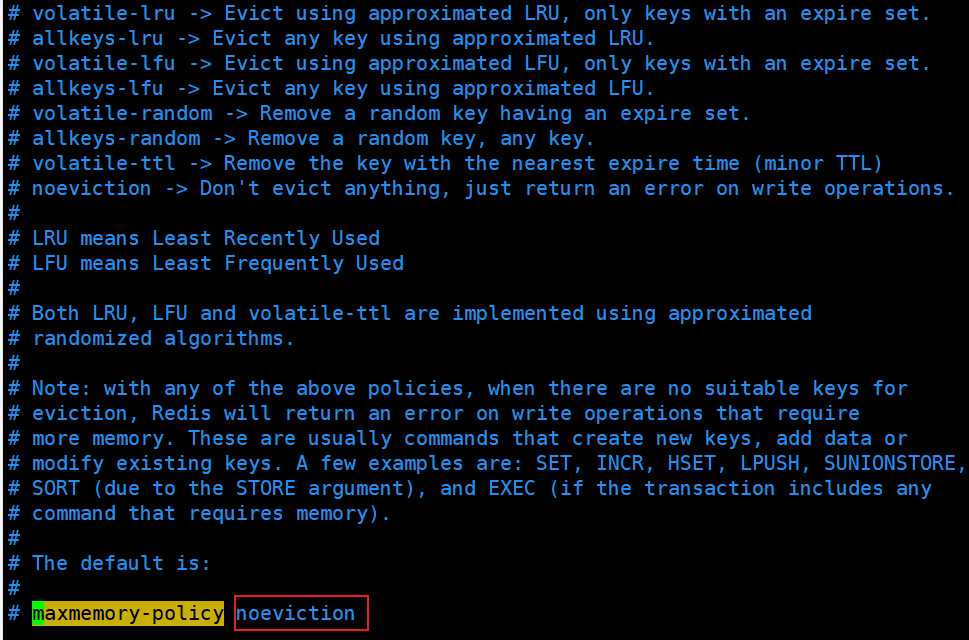 # volatile-lru -> Evict using approximated LRU, only keys with an expire set.
# allkeys-lru -> Evict any key using approximated LRU.
# volatile-lfu -> Evict using approximated LFU, only keys with an expire set.
# allkeys-lfu -> Evict any key using approximated LFU.
# volatile-random -> Remove a random key having an expire set.
# allkeys-random -> Remove a random key, any key.
# volatile-ttl -> Remove the key with the nearest expire time (minor TTL)
# noeviction -> Don't evict anything, just return an error on write operations.
#
# LRU means Least Recently Used
# LFU means Least Frequently Used
#
# Both LRU, LFU and volatile-ttl are implemented using approximated
# randomized algorithms.
#
# Note: with any of the above policies, when there are no suitable keys for
# eviction, Redis will return an error on write operations that require
# more memory. These are usually commands that create new keys, add data or
# modify existing keys. A few examples are: SET, INCR, HSET, LPUSH, SUNIONSTORE,
# SORT (due to the STORE argument), and EXEC (if the transaction includes any
# command that requires memory).
#
# The default is:
#
# maxmemory-policy noeviction